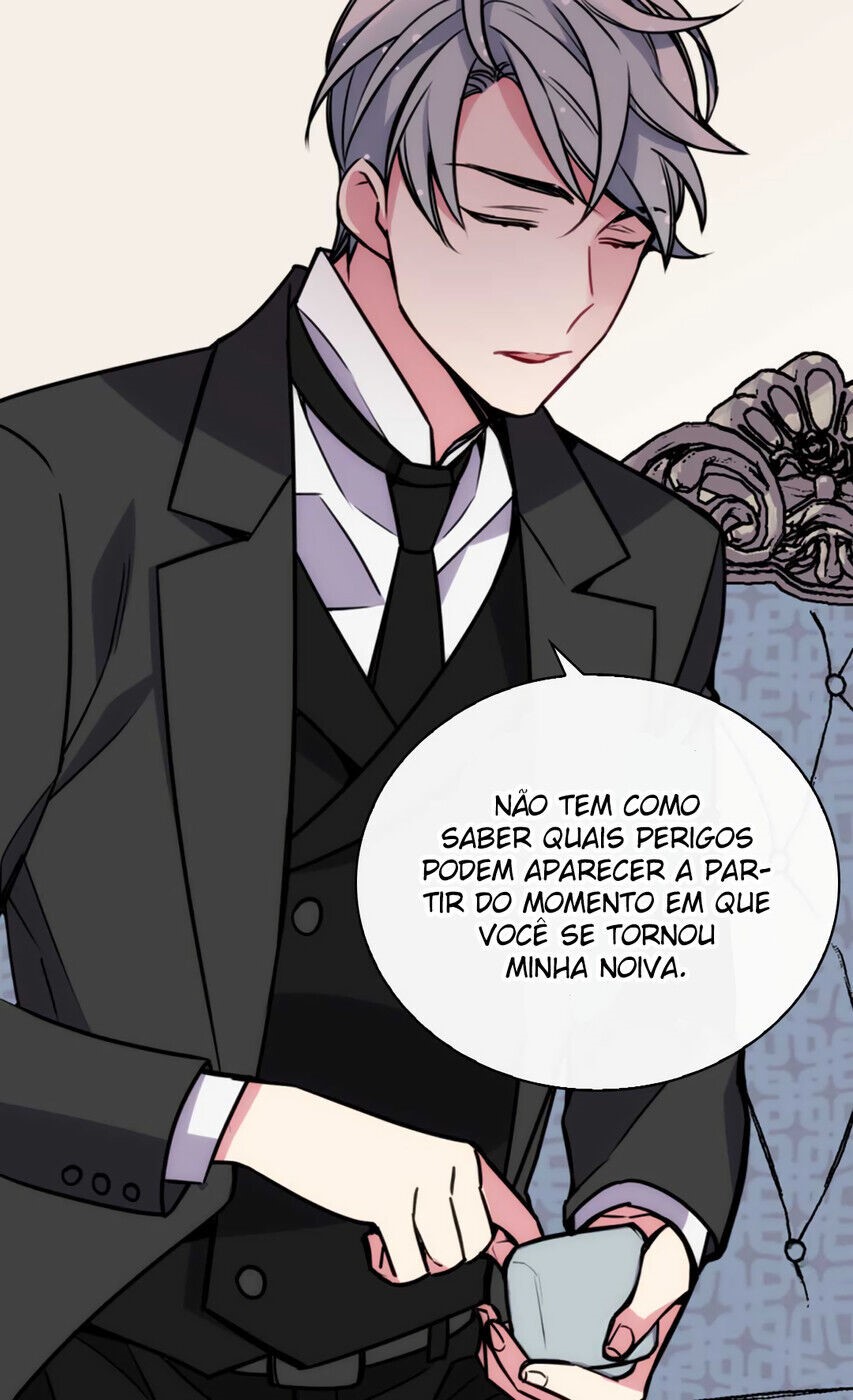 NÃO TEM COMO
SABER QUAIS PERIGOS
PODEM APARECER A PAR-
TIR DO MOMENTO EM QUE
VOCÊ SE TORNOU
MINHA NOIVA.